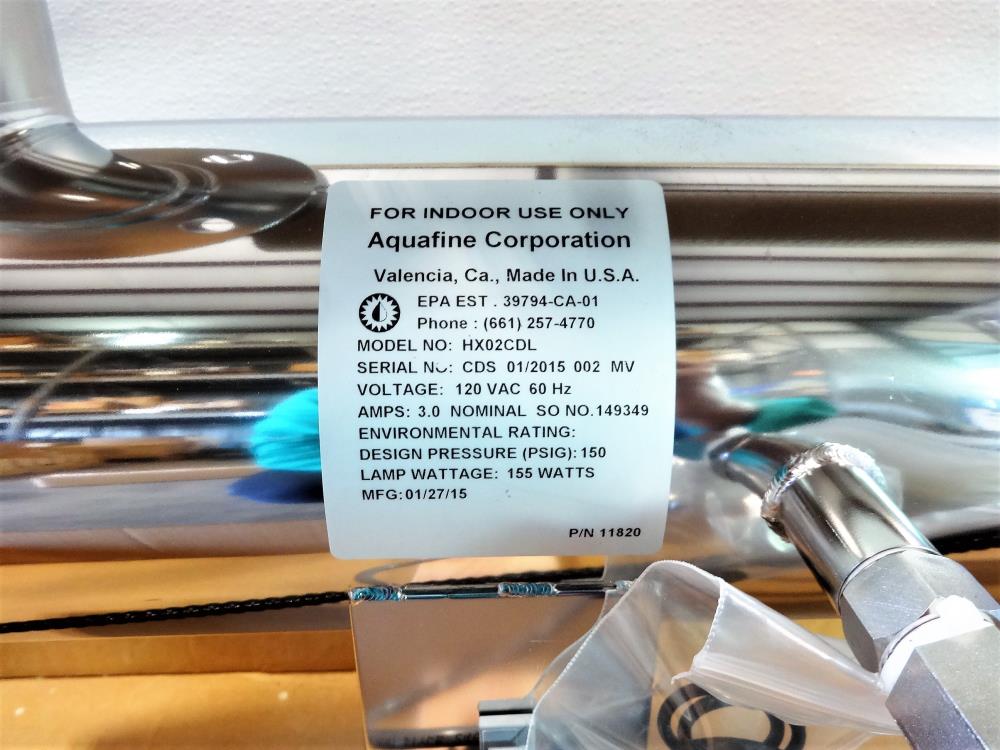 FOR INDOOR USE ONLY
Aquafine Corporation
Valencia, Ca., Made In U.S.A.
EPA EST . 39794-CA-01
Phone : (661) 257-4770
MODEL NO: HX02CDL
SERIAL NO: CDS 01/2015 002 MV
VOLTAGE: 120 VAC 60 Hz
AMPS: 3.0 NOMINAL SO NO.149349
ENVIRONMENTAL RATING:
DESIGN PRESSURE (PSIG): 150
LAMP WATTAGE: 155 WATTS
MFG:01/27/15
P/N 11820